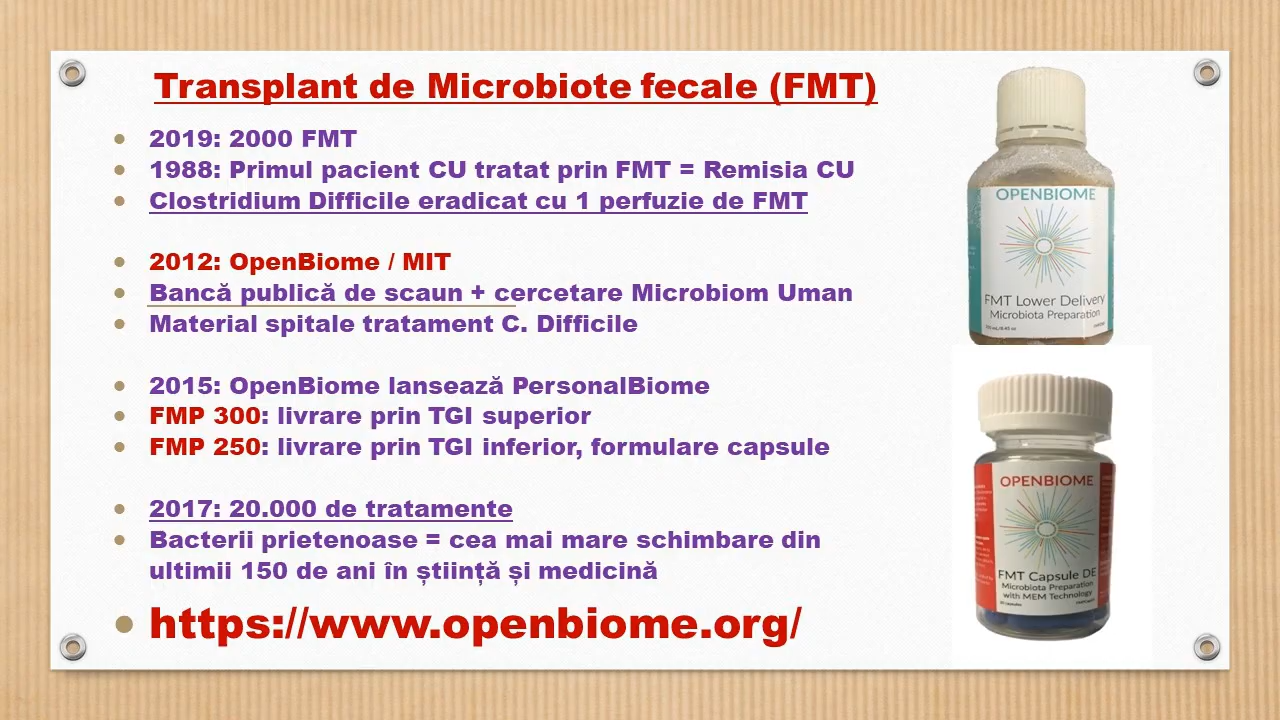 Transplant de Microbiote fecale (FMT)
2019: 2000 FMT
1988: Primul pacient CU tratat prin FMT = Remisia CU
Clostridium Difficile eradicat cu 1 perfuzie de FMT
2012: OpenBiome / MIT
Bancă publică de scaun + cercetare Microbiom Uman
Material spitale tratament C. Difficile
2015: OpenBiome lansează PersonalBiome
FMP 300: livrare prin TGI superior
FMP 250: livrare prin TGI inferior, formulare capsule
2017: 20.000 de tratamente
Bacterii prietenoase = cea mai mare schimbare din
ultimii 150 de ani în știință și medicină
https://www.openbiome.org/
OPENBIOME
FMT Lower Delivery
Microbiota Preparation
OPENBIOME
FMT Capsule DE
Microbiota Preparation
with MEM Technology